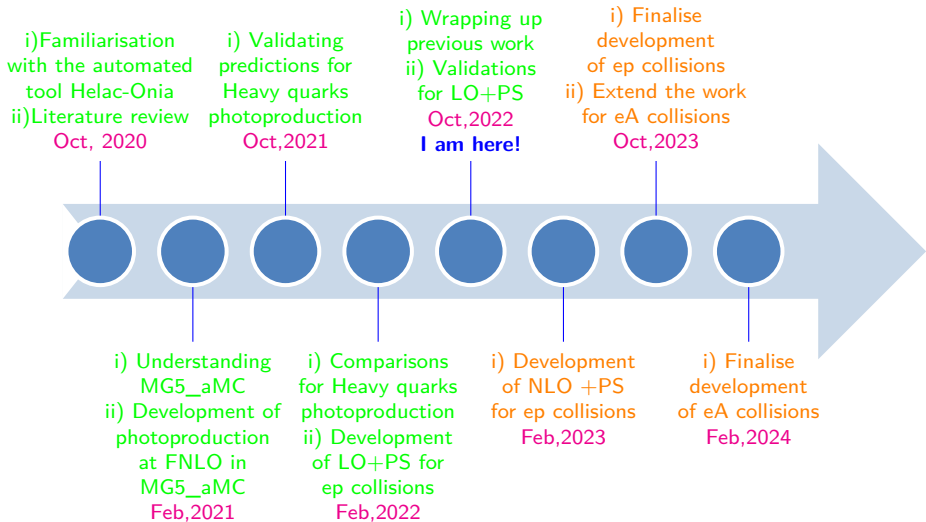 i)Familiarisation
with the automated
tool Helac-Onia
ii)Literature review
Oct, 2020
i) Validating
predictions for
Heavy quarks
photoproduction
Oct,2021
i) Wrapping up
previous work
ii) Validations
for LO+PS
Oct,2022
I am here!
i) Finalise
development
of ep collisions
ii) Extend the work
for eA collisions
Oct,2023
i) Understanding
MG5_aMC
ii) Development of
photoproduction
at FNLO in
MG5_aMC
Feb,2021
i) Comparisons
for Heavy quarks
photoproduction
ii) Development
of LO+PS for
ep collisions
Feb,2022
i) Development
of NLO +PS
for ep collisions
Feb,2023
i) Finalise
development
of eA collisions
Feb,2024